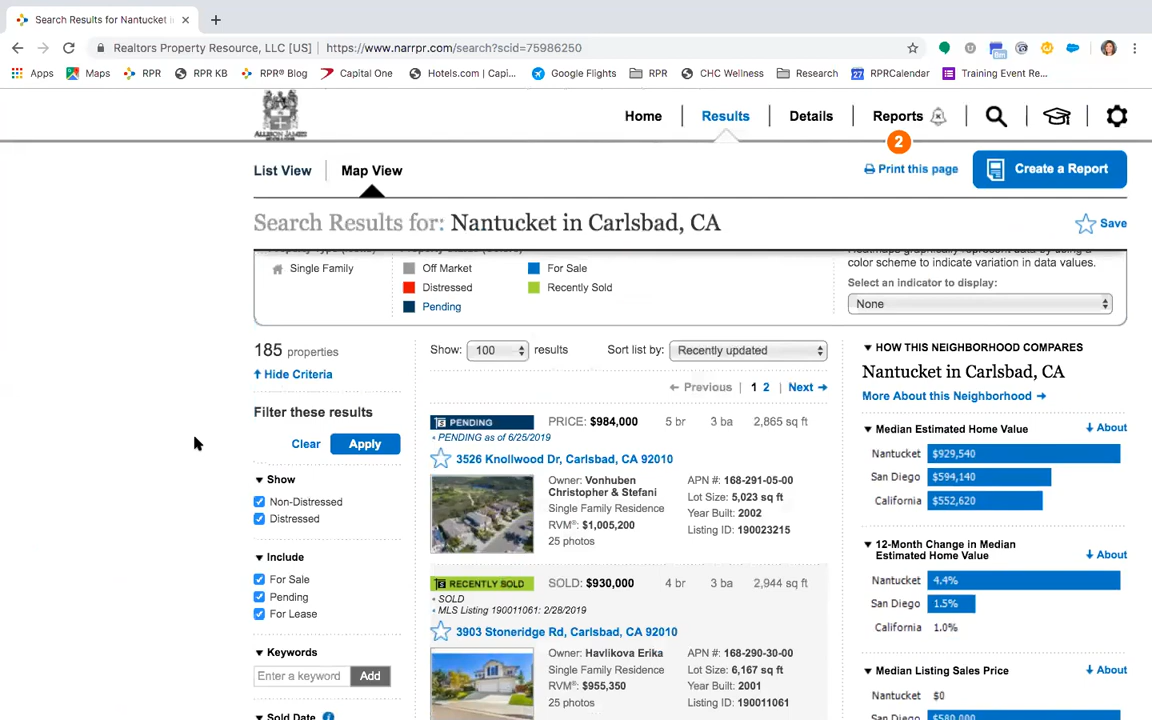 Search Results for Nantucket i
Realtors Property Resource, LLC [US] | https://www.narrpr.com/search?scid=75986250
Apps Maps RPR RPR KB RPR® Blog Capital One Hotels.com | Capi... Google Flights RPR CHC Wellness Research RPRCalendar Training Event Re...
ALLISON JAMES
Home Results Details Reports
2
List View Map View Print this page Create a Report
Search Results for: Nantucket in Carlsbad, CA Save
color scheme to indicate variation in data values.
Single Family Off Market For Sale
Select an indicator to display:
Distressed Recently Sold
None
Pending
185 properties
Hide Criteria
Filter these results
Clear Apply
Show
Non-Distressed
Distressed
Include
For Sale
Pending
For Lease
Keywords
Enter a keyword Add
Sold Date
Show: 100 results Sort list by: Recently updated
Previous | 1 2 Next
PENDING PRICE: $984,000 5 br 3 ba 2,865 sq ft
• PENDING as of 6/25/2019
3526 Knollwood Dr, Carlsbad, CA 92010
Owner: Vonhuben
Christopher & Stefani
Single Family Residence
RVM®: $1,005,200
25 photos
APN #: 168-291-05-00
Lot Size: 5,023 sq ft
Year Built: 2002
Listing ID: 190023215
RECENTLY SOLD SOLD: $930,000 4 br 3 ba 2,944 sq ft
• SOLD
• MLS Listing 190011061: 2/28/2019
3903 Stoneridge Rd, Carlsbad, CA 92010
Owner: Havlikova Erika
Single Family Residence
RVM®: $955,350
25 photos
APN #: 168-290-30-00
Lot Size: 6,167 sq ft
Year Built: 2001
Listing ID: 190011061
HOW THIS NEIGHBORHOOD COMPARES
Nantucket in Carlsbad, CA
More About this Neighborhood
Median Estimated Home Value About
Nantucket $929,540
San Diego $594,140
California $552,620
12-Month Change in Median
Estimated Home Value About
Nantucket 4.4%
San Diego 1.5%
California 1.0%
Median Listing Sales Price About
Nantucket $0
San Diego $580,000